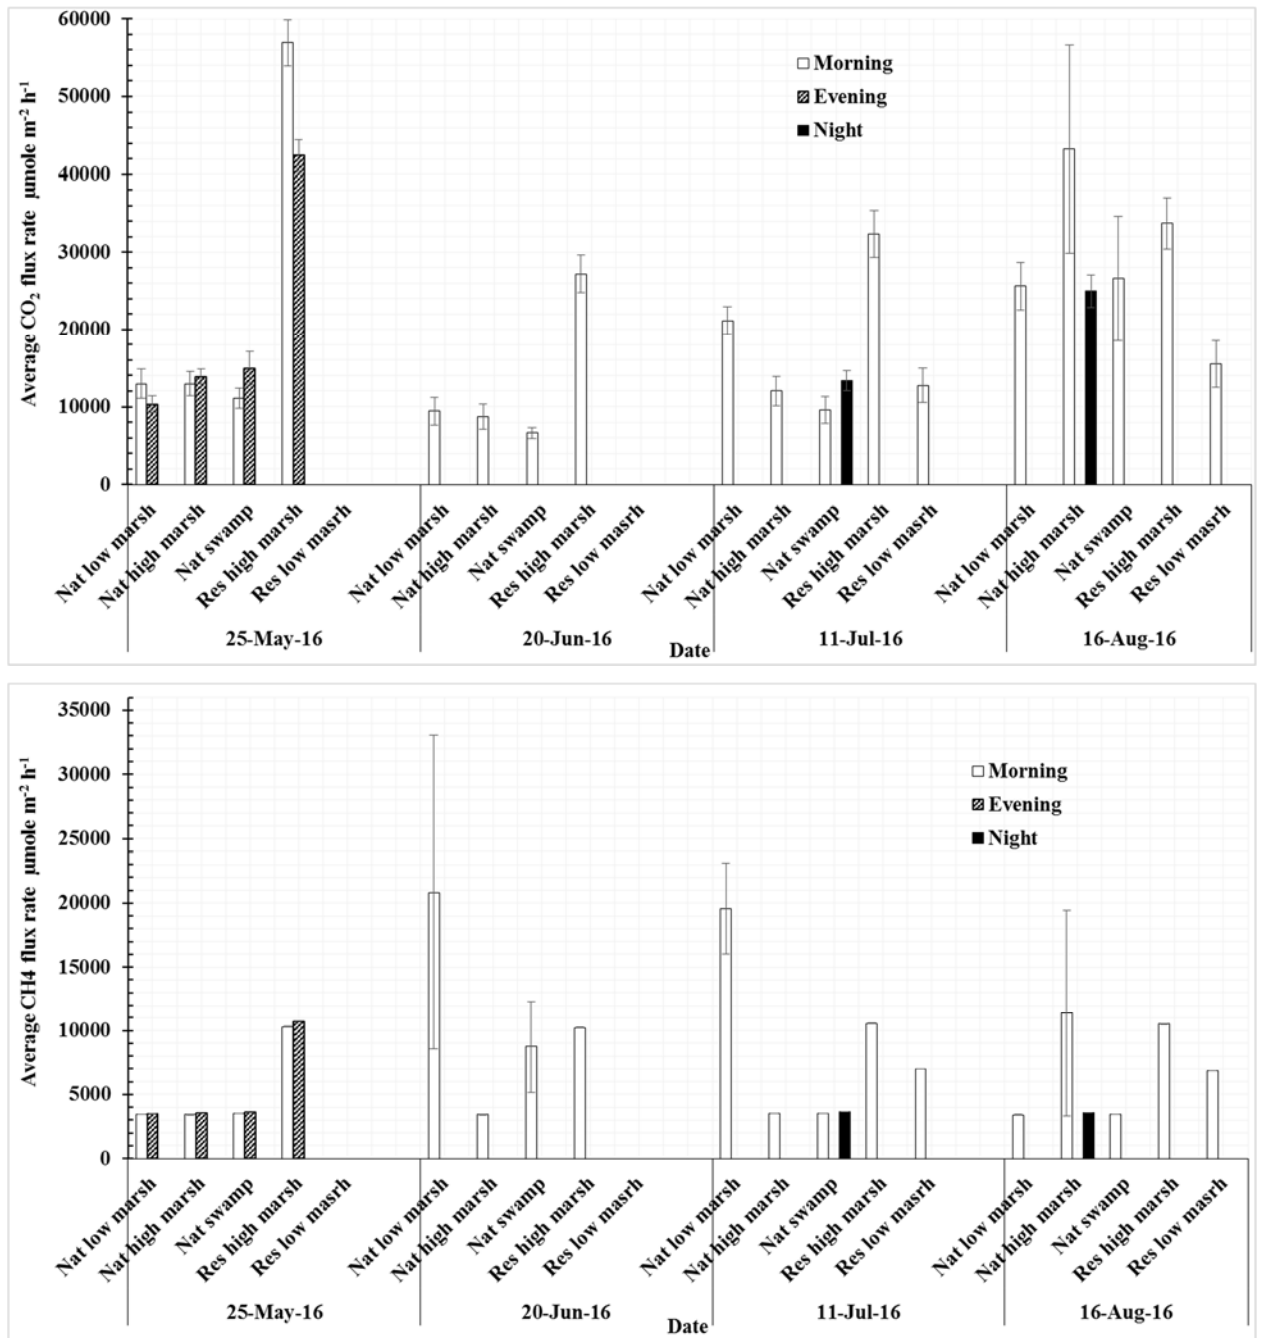 60000
50000
40000
30000
20000
10000
0
Average CO2 flux rate µmole m-2 h-1
Morning
Evening
Night
Nat low marsh
Nat high marsh
Nat swamp
Res high marsh
Res low masrh
Nat low marsh
Nat high marsh
Nat swamp
Res high marsh
Res low masrh
Nat low marsh
Nat high marsh
Nat swamp
Res high marsh
Res low masrh
Nat low marsh
Nat high marsh
Nat swamp
Res high marsh
Res low masrh
25-May-16 20-Jun-16 11-Jul-16 16-Aug-16
Date
35000
30000
25000
20000
15000
10000
5000
0
Average CH4 flux rate µmole m-2 h-1
Morning
Evening
Night
Nat low marsh
Nat high marsh
Nat swamp
Res high marsh
Res low masrh
Nat low marsh
Nat high marsh
Nat swamp
Res high marsh
Res low masrh
Nat low marsh
Nat high marsh
Nat swamp
Res high marsh
Res low masrh
Nat low marsh
Nat high marsh
Nat swamp
Res high marsh
Res low masrh
25-May-16 20-Jun-16 11-Jul-16 16-Aug-16
Date